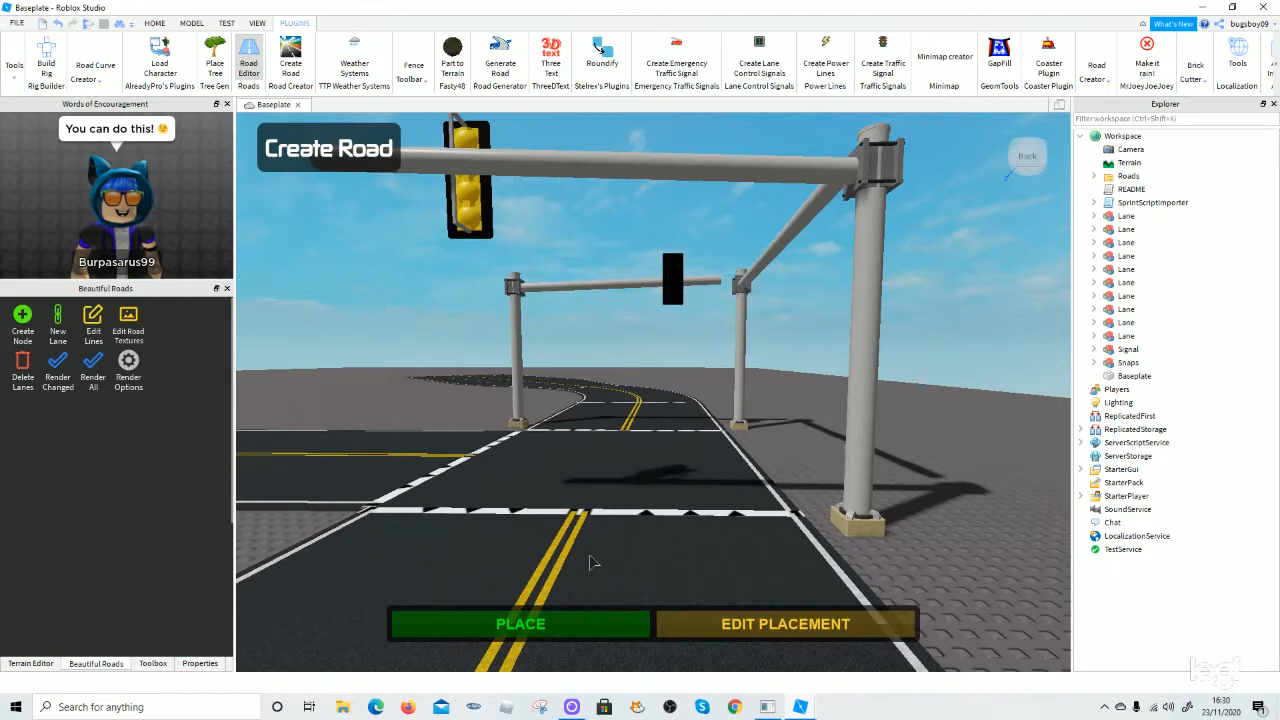 Baseplate - Roblox Studio
FILE HOME MODEL TEST VIEW PLUGINS What's New bugsboy09
Tools
Build Rig
Rig Builder
Road Curve Creator
Load Character
AlreadyPro's Plugins
Place Tree
Tree Gen
Road Editor
Roads
Create Road
Road Creator
Weather Systems
TTP Weather Systems
Fence Toolbar
Part to Terrain
Fasty48
Generate Road
Road Generator
3D text
Three Text
ThreeDText
Roundify
Stelrex's Plugins
Create Emergency Traffic Signal
Emergency Traffic Signals
Create Lane Control Signals
Lane Control Signals
Create Power Lines
Power Lines
Create Traffic Signal
Traffic Signals
Minimap creator
Minimap
GapFill
GeomTools
Coaster Plugin
Coaster Plugin
Road Creator
Make it rain!
MrJoeyJoeJoey
Brick Cutter
Tools
Localization
Words of Encouragement
You can do this!
Burpasarus99
Beautiful Roads
Create Node
New Lane
Edit Lines
Edit Road Textures
Delete Lanes
Render Changed
Render All
Render Options
Terrain Editor Beautiful Roads Toolbox Properties
Baseplate
Create Road
Back
PLACE
EDIT PLACEMENT
Explorer
Filter workspace (Ctrl+Shift+X)
Workspace
Camera
Terrain
Roads
README
SprintScriptImporter
Lane
Lane
Lane
Lane
Lane
Lane
Lane
Lane
Lane
Lane
Signal
Snaps
Baseplate
Players
Lighting
ReplicatedFirst
ReplicatedStorage
ServerScriptService
ServerStorage
StarterGui
StarterPack
StarterPlayer
SoundService
Chat
LocalizationService
TestService
Search for anything
16:30
23/11/2020